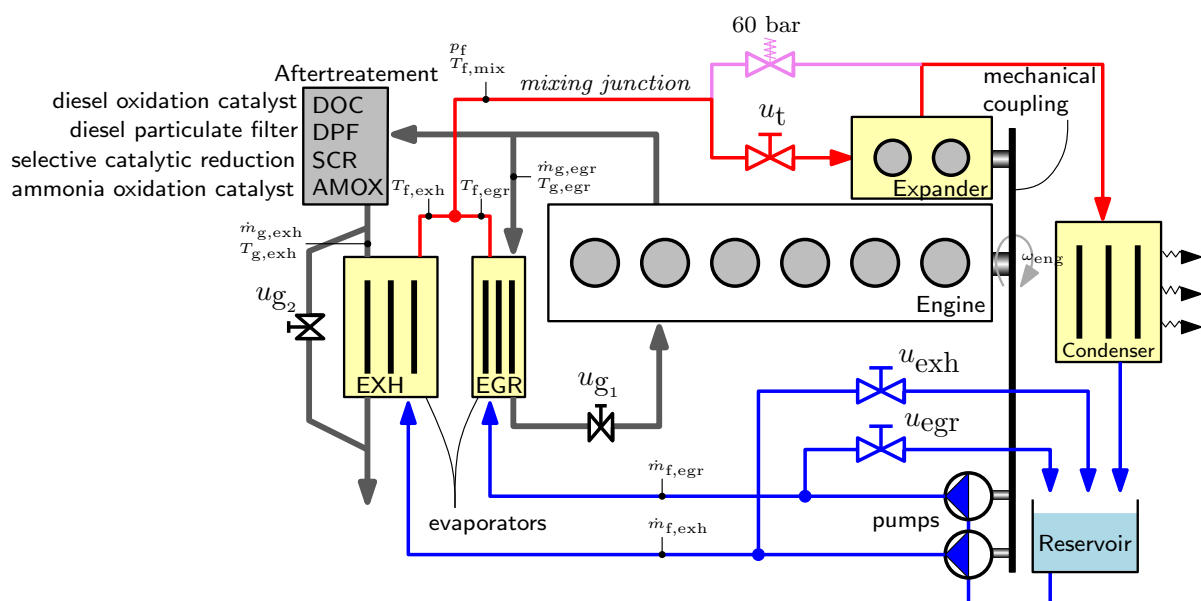 60 bar
p_f
T_f,mix
mixing junction
mechanical
coupling
Aftertreatement
diesel oxidation catalyst
DOC
diesel particulate filter
DPF
selective catalytic reduction
SCR
ammonia oxidation catalyst
AMOX
u_t
ṁ_g,egr
T_g,egr
Expander
T_f,exh
T_f,egr
ṁ_g,exh
T_g,exh
ω_eng
u_g_2
Engine
Condenser
EXH
EGR
u_g_1
u_exh
u_egr
ṁ_f,egr
evaporators
pumps
ṁ_f,exh
Reservoir